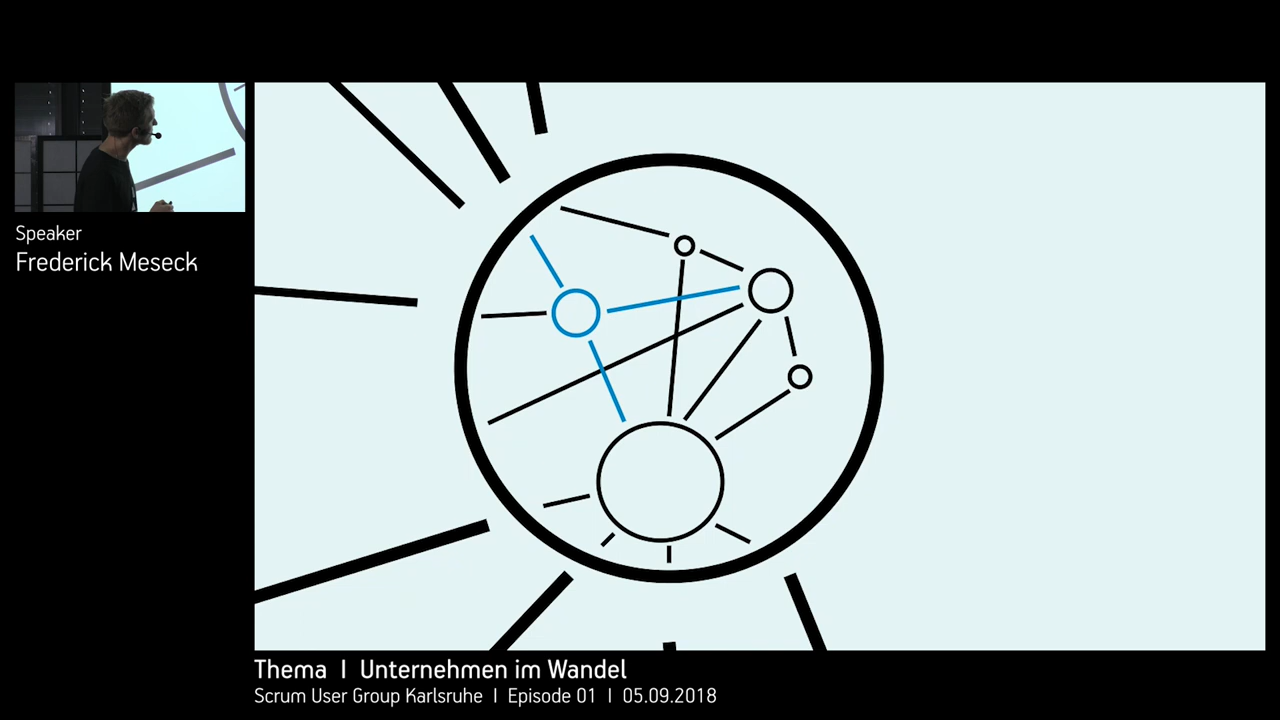 Speaker
Frederick Meseck
Thema I Unternehmen im Wandel
Scrum User Group Karlsruhe I Episode 01 I 05.09.2018